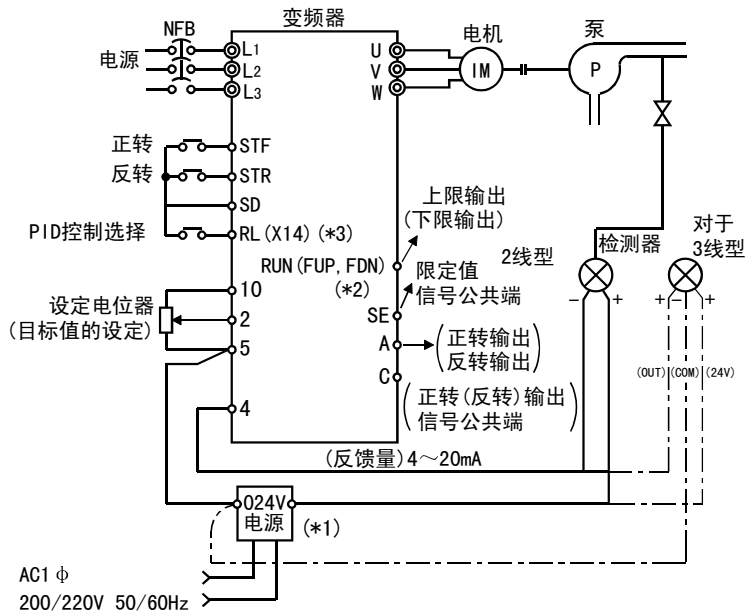 变频器
NFB
电源
L1
L2
L3
U
V
W
电机
IM
泵
P
正转
STF
反转
STR
SD
PID控制选择
RL(X14)(*3)
上限输出
(下限输出)
RUN(FUP,FDN)
(*2)
限定值
信号公共端
2线型
检测器
对于
3线型
- +
+ - +
(OUT)
(COM)
(24V)
10
设定电位器
(目标值的设定)
2
5
SE
A
正转输出
反转输出
C
正转(反转)输出
信号公共端
4
(反馈量)4～20mA
024V
电源
(*1)
AC1 φ
200/220V 50/60Hz